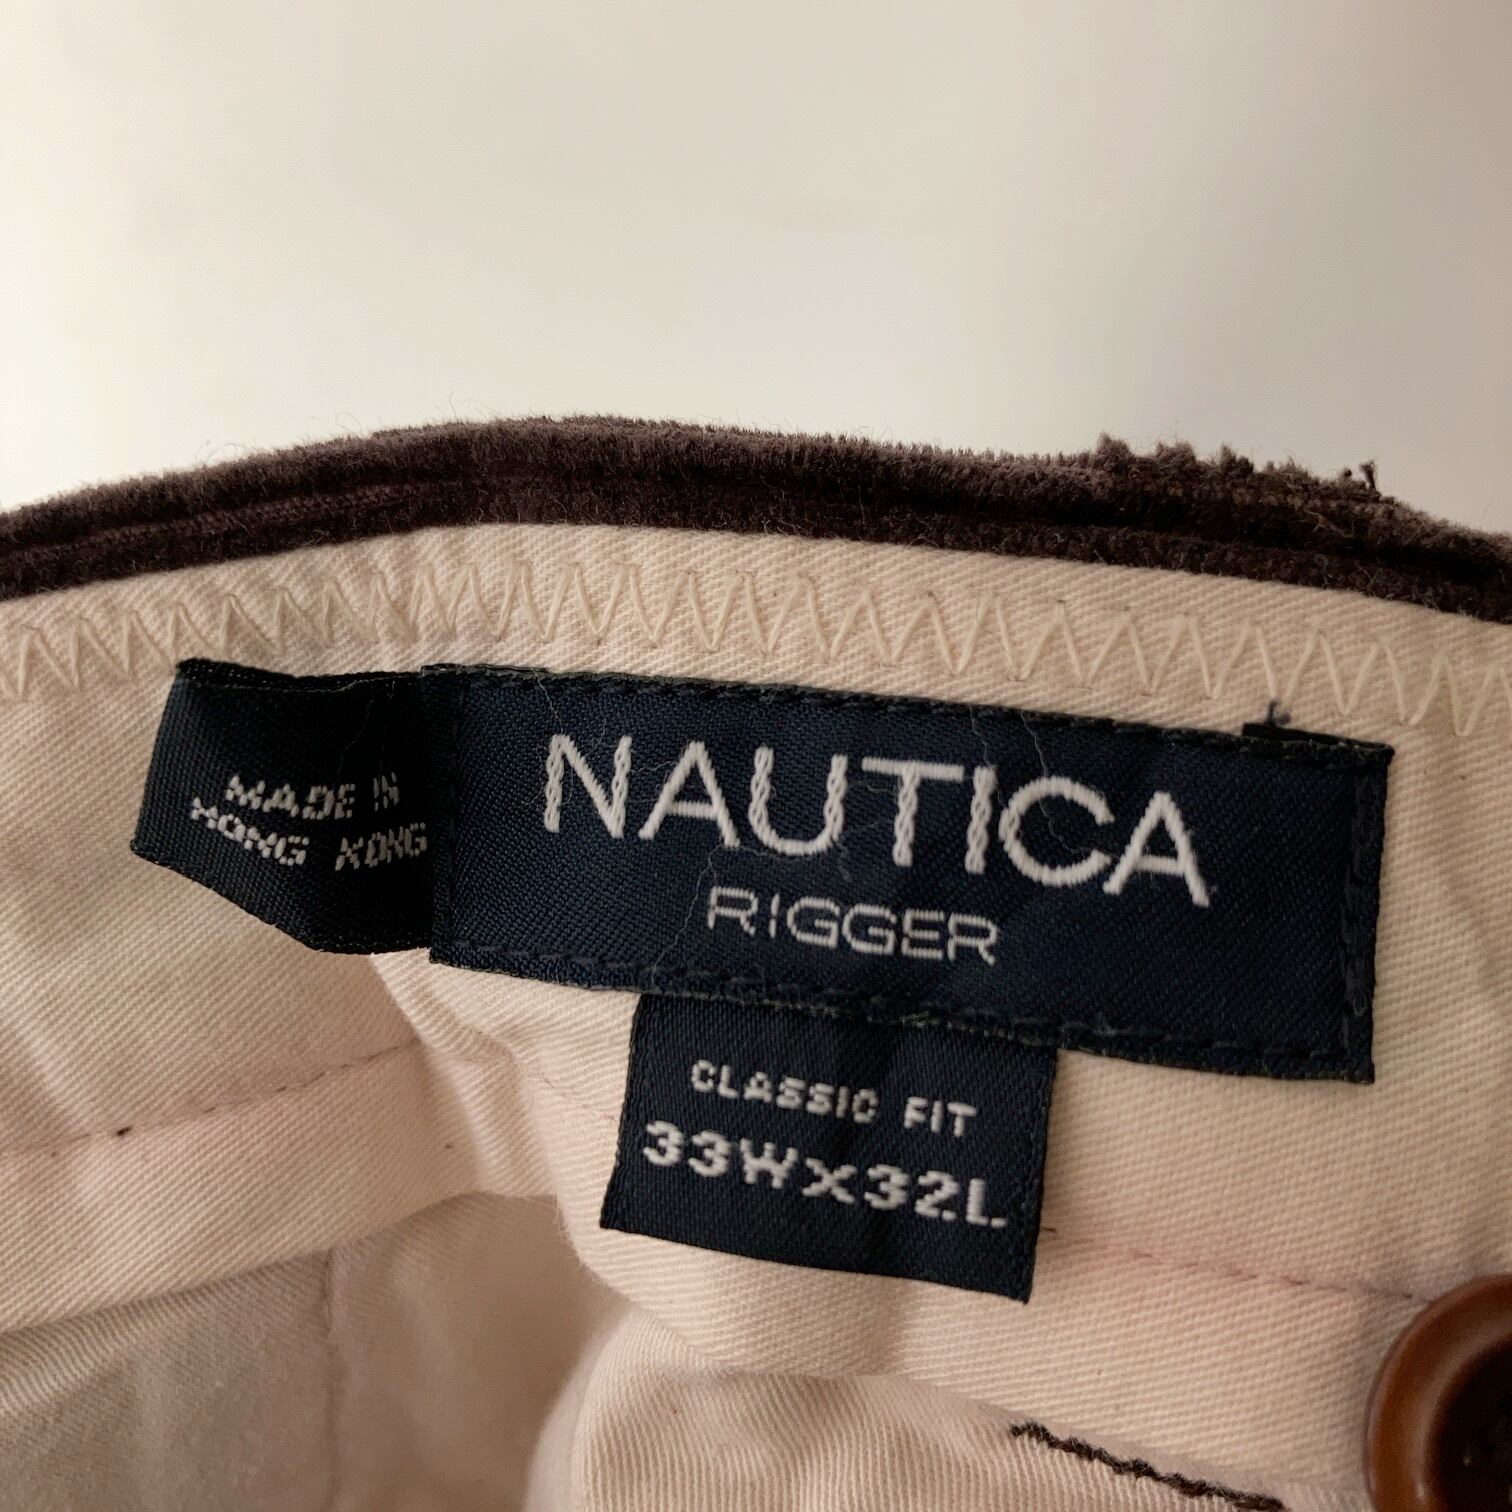 MADE IN
HONG KONG
NAUTICA
RIGGER
CLASSIC FIT
33WX32L